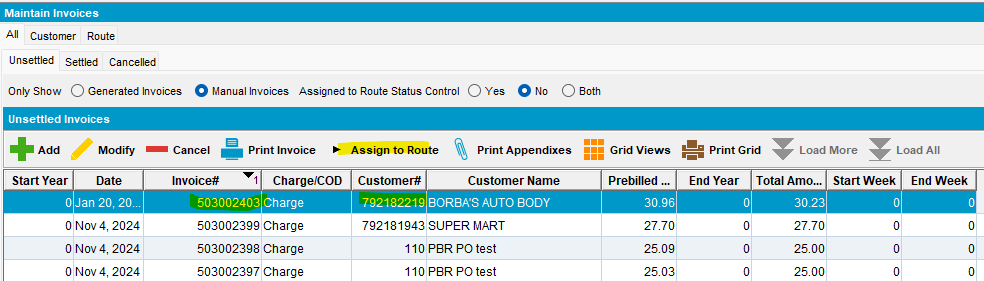 Maintain Invoices
All Customer Route
Unsettled Settled Cancelled
Only Show Generated Invoices Manual Invoices Assigned to Route Status Control Yes No Both
Unsettled Invoices
Add Modify Cancel Print Invoice Assign to Route Print Appendixes Grid Views Print Grid Load More Load All
Start Year Date Invoice# 1 Charge/COD Customer# Customer Name Prebilled ... End Year Total Amo... Start Week End Week
0 Jan 20, 20... 503002403 Charge 792182219 BORBA'S AUTO BODY 30.96 0 30.23 0 0
0 Nov 4, 2024 503002399 Charge 792181943 SUPER MART 27.70 0 27.70 0 0
0 Nov 4, 2024 503002398 Charge 110 PBR PO test 25.09 0 25.00 0 0
0 Nov 4, 2024 503002397 Charge 110 PBR PO test 25.03 0 25.00 0 0